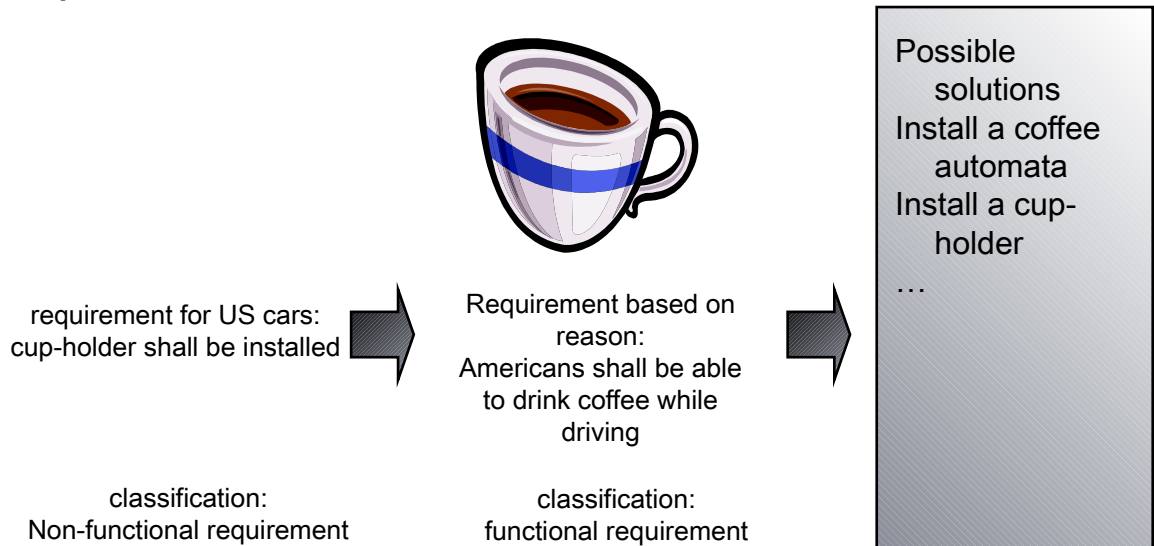 requirement for US cars:
cup-holder shall be installed
classification:
Non-functional requirement
Requirement based on
reason:
Americans shall be able
to drink coffee while
driving
classification:
functional requirement
Possible
solutions
Install a coffee
automata
Install a cup-
holder
…